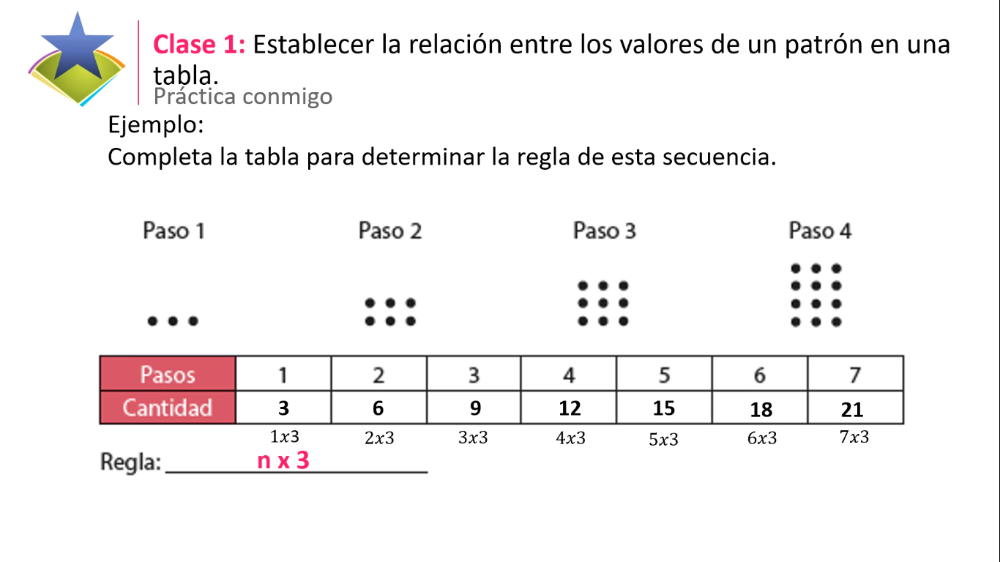 Clase 1: Establecer la relación entre los valores de un patrón en una
tabla.
Práctica conmigo
Ejemplo:
Completa la tabla para determinar la regla de esta secuencia.
Paso 1 Paso 2 Paso 3 Paso 4
Pasos 1 2 3 4 5 6 7
Cantidad 3 6 9 12 15 18 21
1x3 2x3 3x3 4x3 5x3 6x3 7x3
Regla: n x 3